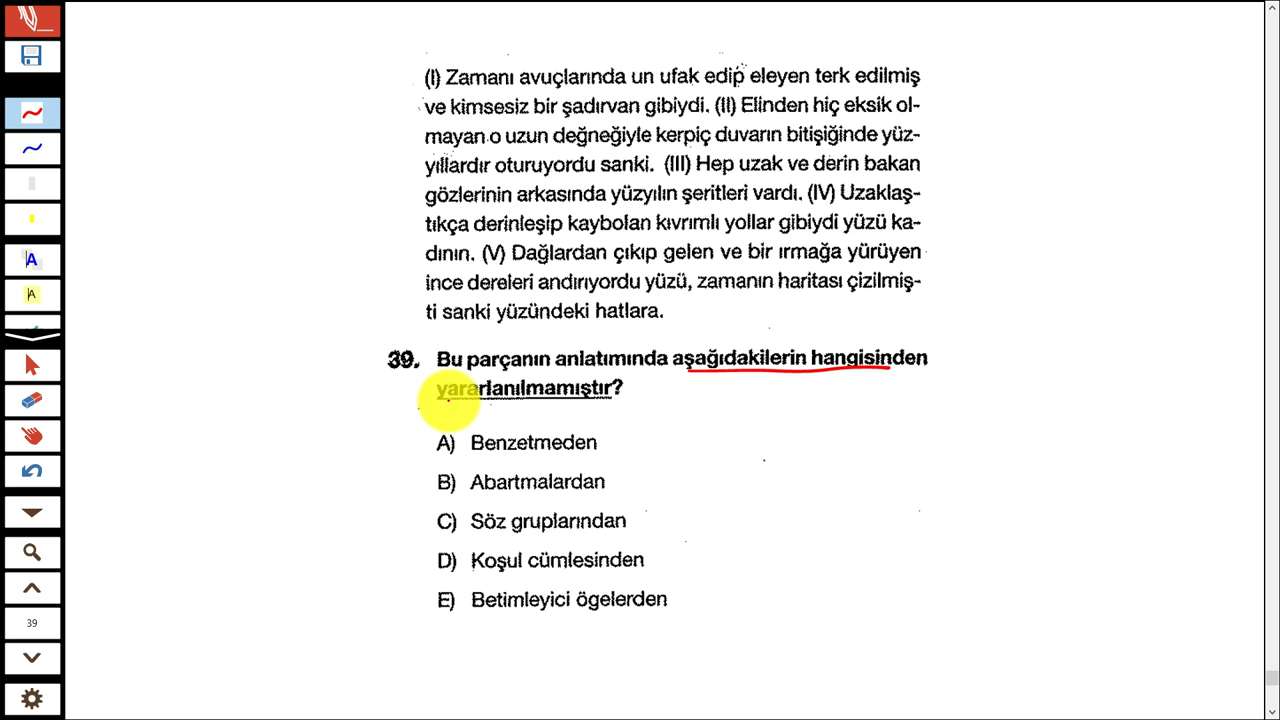 (I) Zamanı avuçlarında un ufak edip eleyen terk edilmiş
ve kimsesiz bir şadırvan gibiydi. (II) Elinden hiç eksik ol-
mayan o uzun değneğiyle kerpiç duvarın bitişiğinde yüz-
yıllardır oturuyordu sanki. (III) Hep uzak ve derin bakan
gözlerinin arkasında yüzyılın şeritleri vardı. (IV) Uzaklaş-
tıkça derinleşip kaybolan kıvrımlı yollar gibiydi yüzü ka-
dının. (V) Dağlardan çıkıp gelen ve bir ırmağa yürüyen
ince dereleri andırıyordu yüzü, zamanın haritası çizilmiş-
ti sanki yüzündeki hatlara.
39. Bu parçanın anlatımında aşağıdakilerin hangisinden
yararlanılmamıştır?
A) Benzetmeden
B) Abartmalardan
C) Söz gruplarından
D) Koşul cümlesinden
E) Betimleyici ögelerden
A
A
39